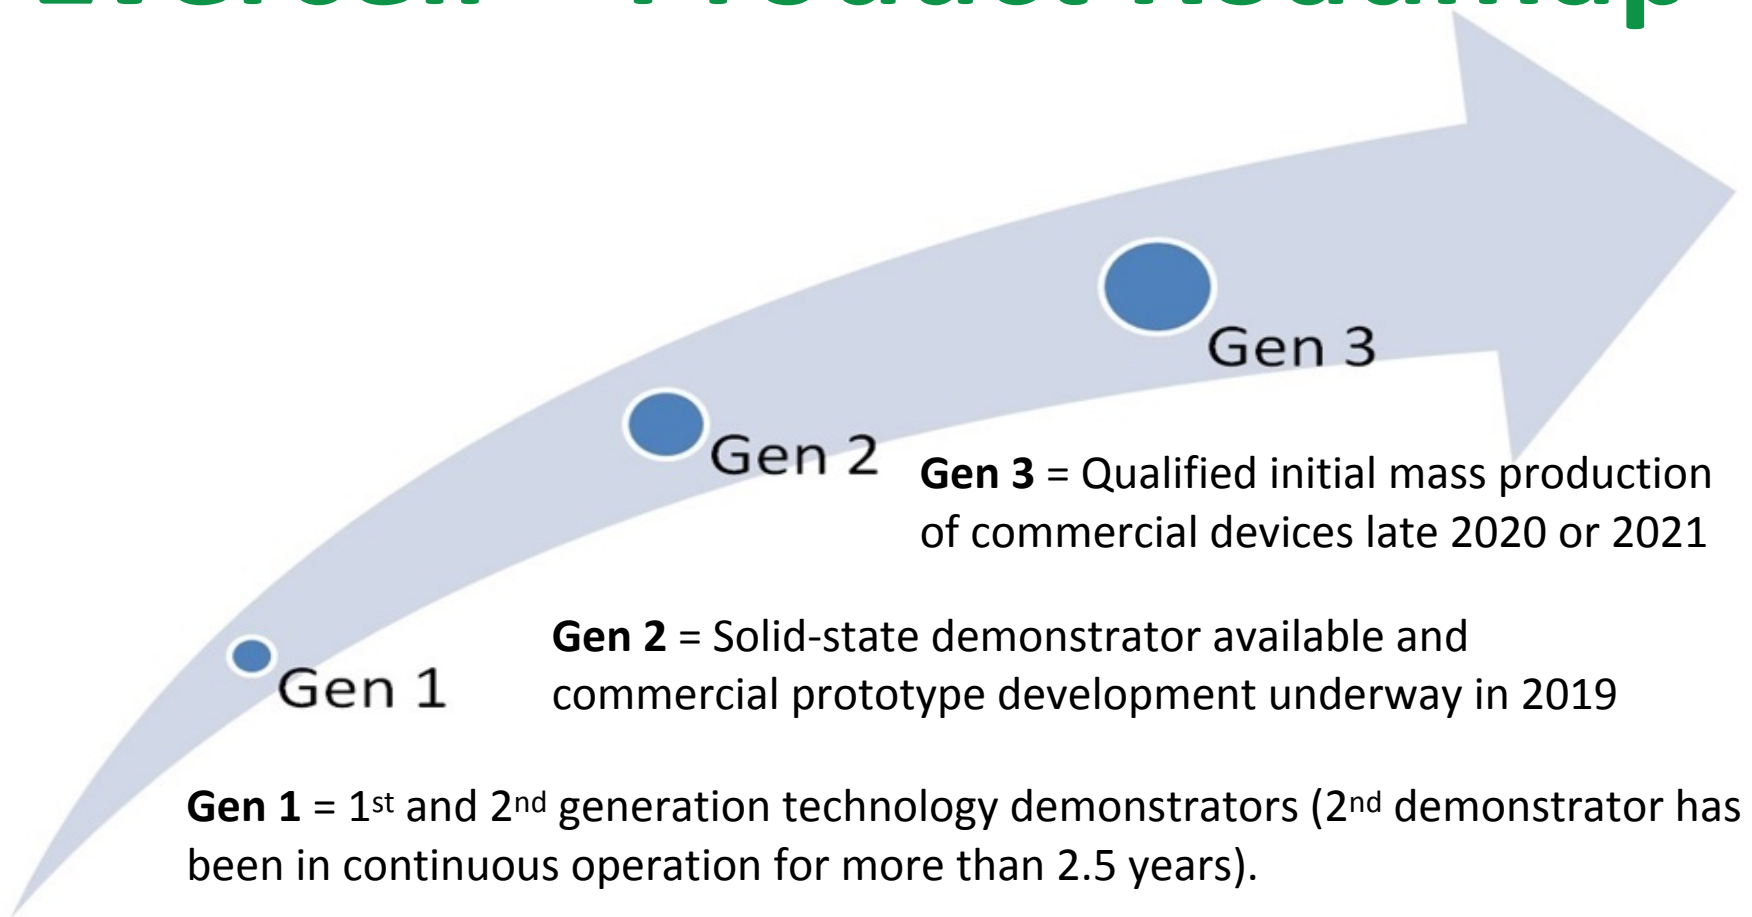 Product Roadmap
Gen 3
Gen 2
Gen 3 = Qualified initial mass production
of commercial devices late 2020 or 2021
Gen 2 = Solid-state demonstrator available and
commercial prototype development underway in 2019
Gen 1
Gen 1 = 1st and 2nd generation technology demonstrators (2nd demonstrator has
been in continuous operation for more than 2.5 years).